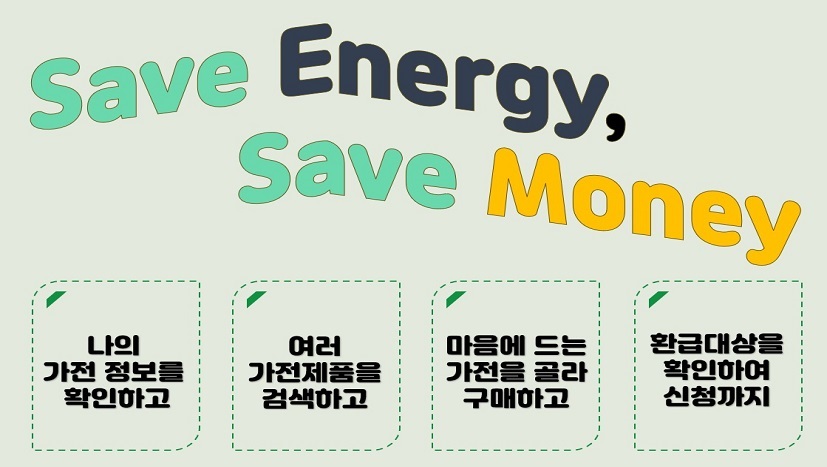 Save Energy,
Save Money
나의
가전 정보를
확인하고
여러
가전제품을
검색하고
마음에 드는
가전을 골라
구매하고
환급대상을
확인하여
신청까지